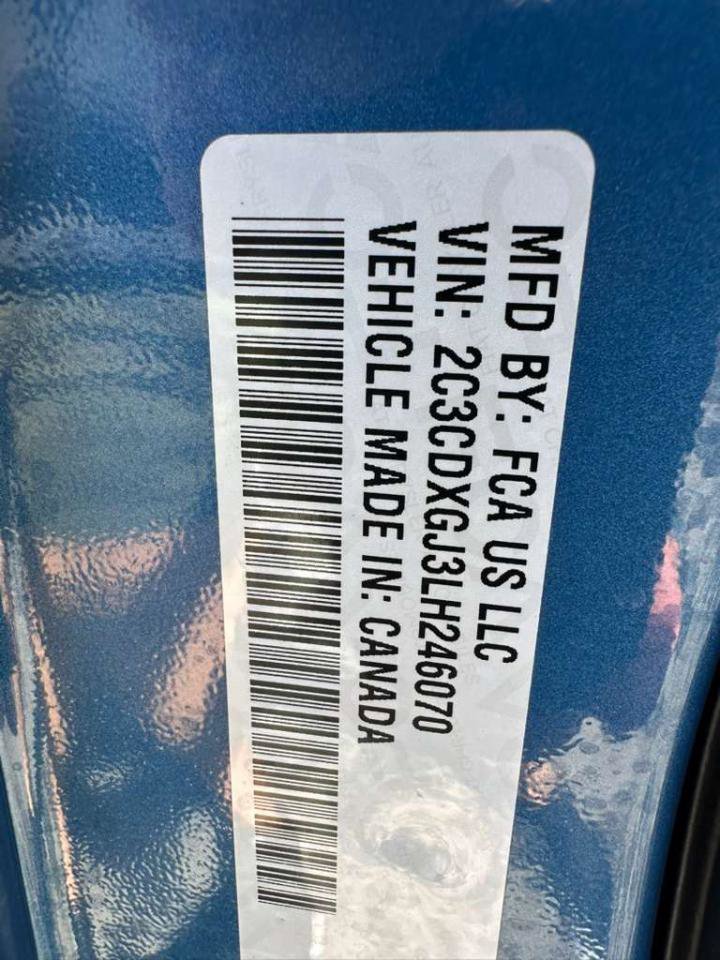 MFD BY: FCA US LLC
VIN: 2C3CDXGJ3LH246070
VEHICLE MADE IN: CANADA